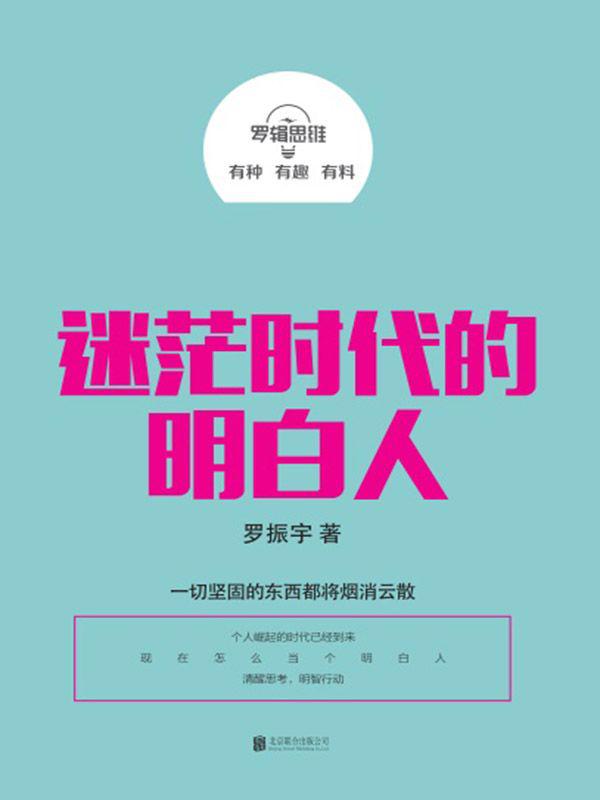 罗辑思维
有种 有趣 有料
迷茫时代的
明白人
罗振宇 著
一切坚固的东西都将烟消云散
个人崛起的时代已经到来
现在怎么当个明白人
清醒思考，明智行动
北京联合出版公司